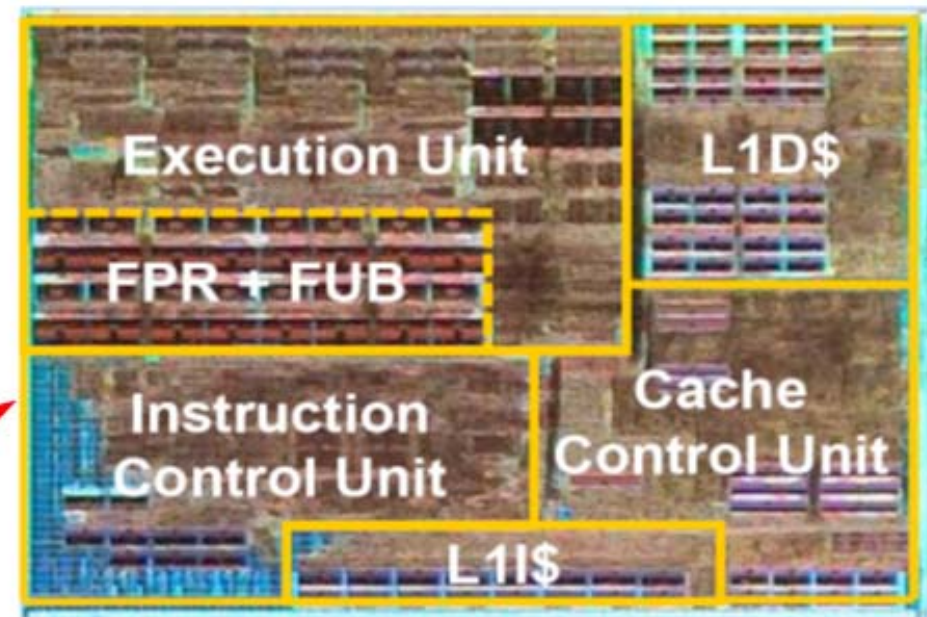 Execution Unit
L1D$
FPR + FUB
Instruction
Control Unit
Cache
Control Unit
L1I$